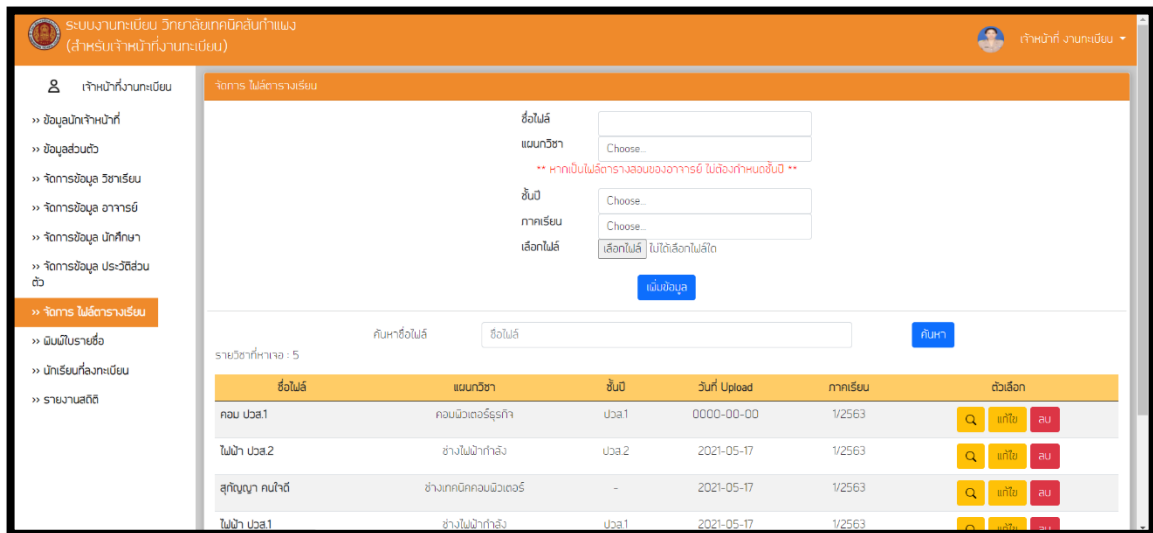 ระบบงานทะเบียน วิทยาลัยเทคนิคสันกำแพง
(สำหรับเจ้าหน้าที่งานทะเบียน)
เจ้าหน้าที่ งานทะเบียน
เจ้าหน้าที่งานทะเบียน
›› ข้อมูลนักเจ้าหน้าที่
›› ข้อมูลส่วนตัว
›› จัดการข้อมูล วิชาเรียน
›› จัดการข้อมูล อาจารย์
›› จัดการข้อมูล นักศึกษา
›› จัดการข้อมูล ประวัติส่วน
ตัว
›› จัดการ ไฟล์ตารางเรียน
›› พิมพ์ใบรายชื่อ
›› นักเรียนที่ลงทะเบียน
›› รายงานสถิติ
จัดการ ไฟล์ตารางเรียน
ชื่อไฟล์
แผนกวิชา Choose...
** หากเป็นไฟล์ตารางสอนของอาจารย์ ไม่ต้องกำหนดชั้นปี **
ชั้นปี Choose...
ภาคเรียน Choose...
เลือกไฟล์ เลือกไฟล์ ไม่ได้เลือกไฟล์ใด
เพิ่มข้อมูล
ค้นหาชื่อไฟล์ ชื่อไฟล์ ค้นหา
รายวิชาที่หาเจอ : 5
ชื่อไฟล์ แผนกวิชา ชั้นปี วันที่ Upload ภาคเรียน ตัวเลือก
คอม ปวส.1 คอมพิวเตอร์ธุรกิจ ปวส.1 0000-00-00 1/2563 แก้ไข ลบ
ไฟฟ้า ปวส.2 ช่างไฟฟ้ากำลัง ปวส.2 2021-05-17 1/2563 แก้ไข ลบ
สุกัญญา คนใจดี ช่างเทคนิคคอมพิวเตอร์ - 2021-05-17 1/2563 แก้ไข ลบ
ไฟฟ้า ปวส.1 ช่างไฟฟ้ากำลัง ปวส.1 2021-05-17 1/2563 แก้ไข ลบ